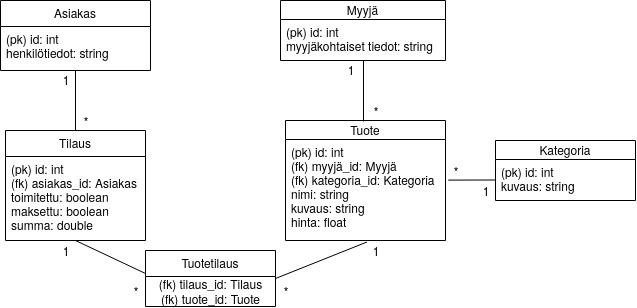 Asiakas
(pk) id: int
henkilötiedot: string
1
*
Tilaus
(pk) id: int
(fk) asiakas_id: Asiakas
toimitettu: boolean
maksettu: boolean
summa: double
1
*
Tuotetilaus
(fk) tilaus_id: Tilaus
(fk) tuote_id: Tuote
*
1
Myyjä
(pk) id: int
myyjäkohtaiset tiedot: string
1
*
Tuote
(pk) id: int
(fk) myyjä_id: Myyjä
(fk) kategoria_id: Kategoria
nimi: string
kuvaus: string
hinta: float
*
1
Kategoria
(pk) id: int
kuvaus: string